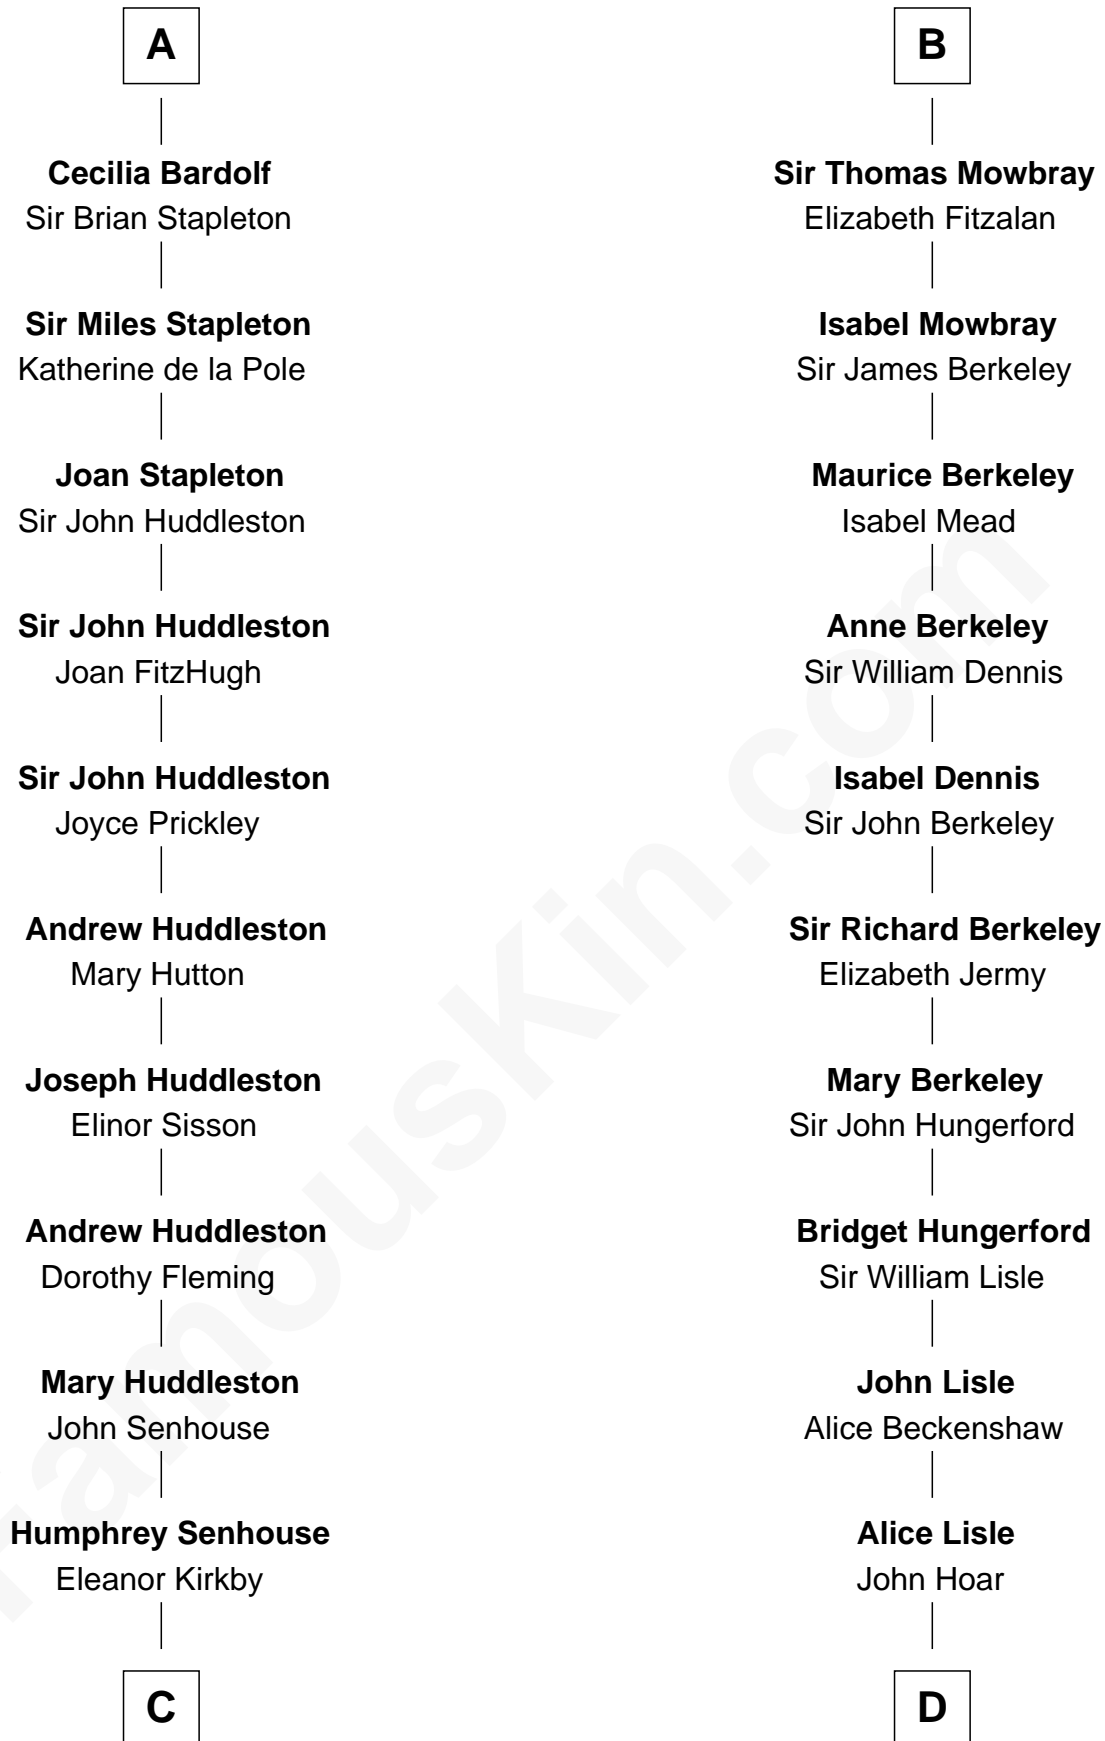 A
Cecilia Bardolf
Sir Brian Stapleton
Sir Miles Stapleton
Katherine de la Pole
Joan Stapleton
Sir John Huddleston
Sir John Huddleston
Joan FitzHugh
Sir John Huddleston
Joyce Prickley
Andrew Huddleston
Mary Hutton
Joseph Huddleston
Elinor Sisson
Andrew Huddleston
Dorothy Fleming
Mary Huddleston
John Senhouse
Humphrey Senhouse
Eleanor Kirkby
C
B
Sir Thomas Mowbray
Elizabeth Fitzalan
Isabel Mowbray
Sir James Berkeley
Maurice Berkeley
Isabel Mead
Anne Berkeley
Sir William Dennis
Isabel Dennis
Sir John Berkeley
Sir Richard Berkeley
Elizabeth Jermy
Mary Berkeley
Sir John Hungerford
Bridget Hungerford
Sir William Lisle
John Lisle
Alice Beckenshaw
Alice Lisle
John Hoar
D
FamousKin.com